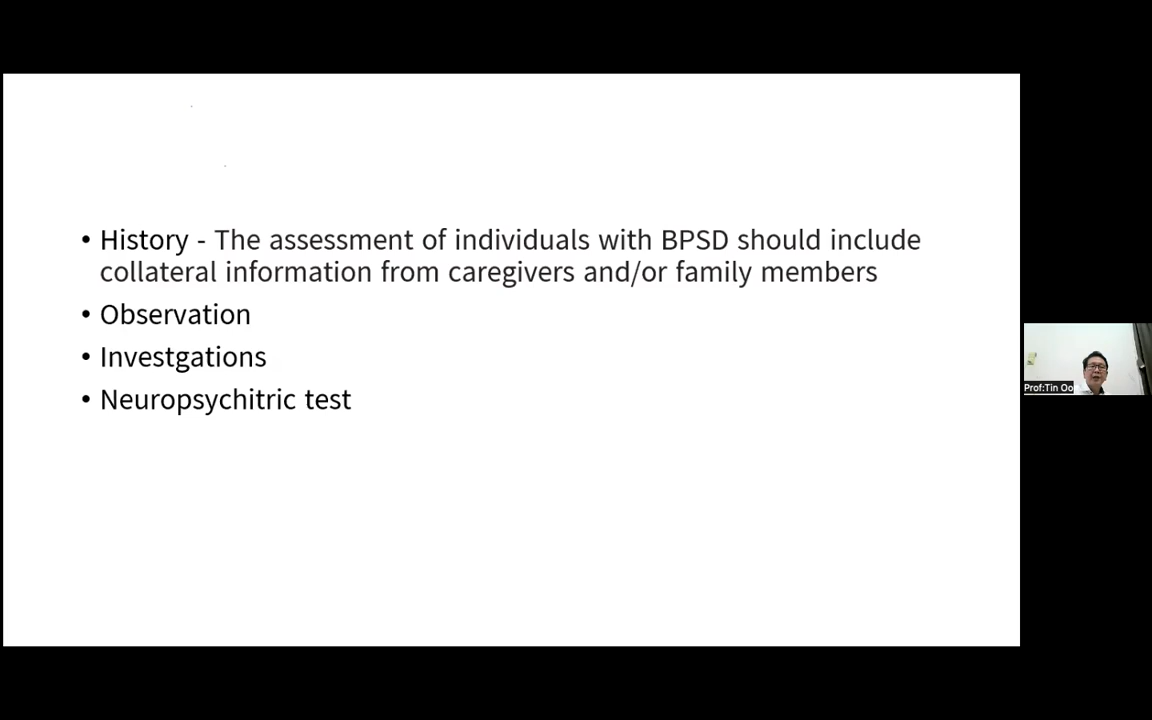 • History - The assessment of individuals with BPSD should include
collateral information from caregivers and/or family members
• Observation
• Investgations
• Neuropsychitric test
Prof:Tin Oo